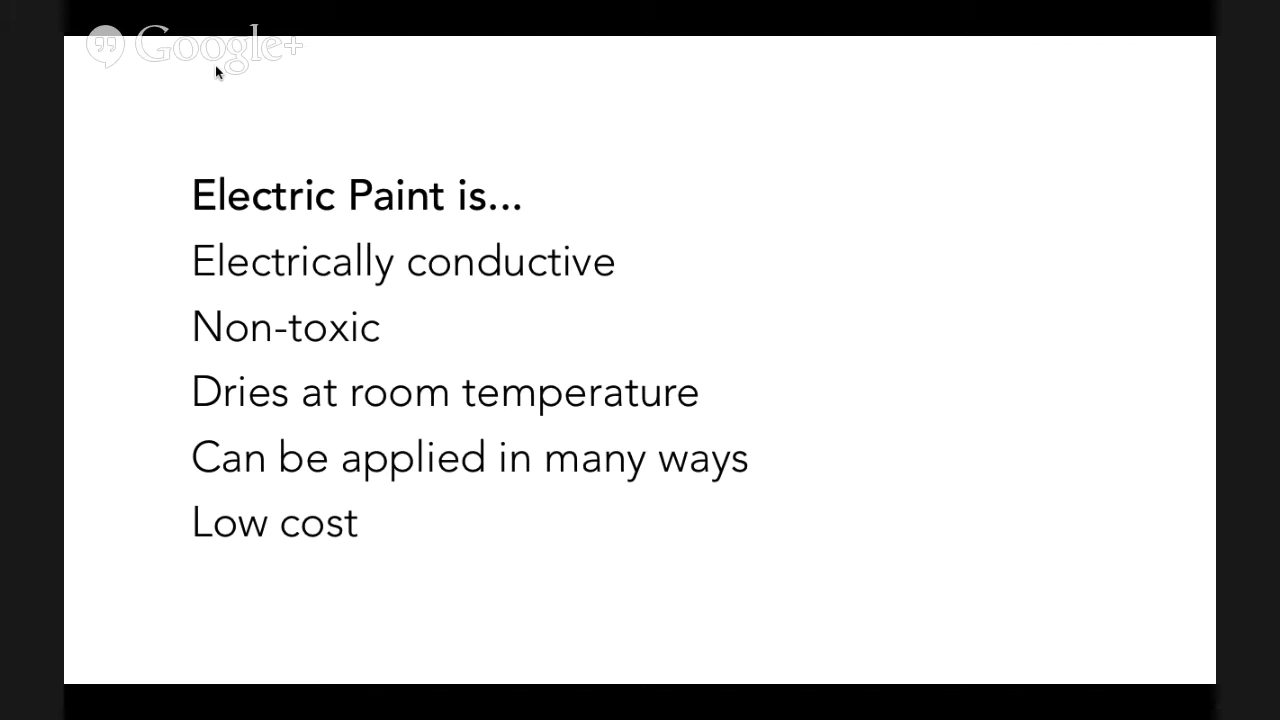 Google+
Electric Paint is...
Electrically conductive
Non-toxic
Dries at room temperature
Can be applied in many ways
Low cost